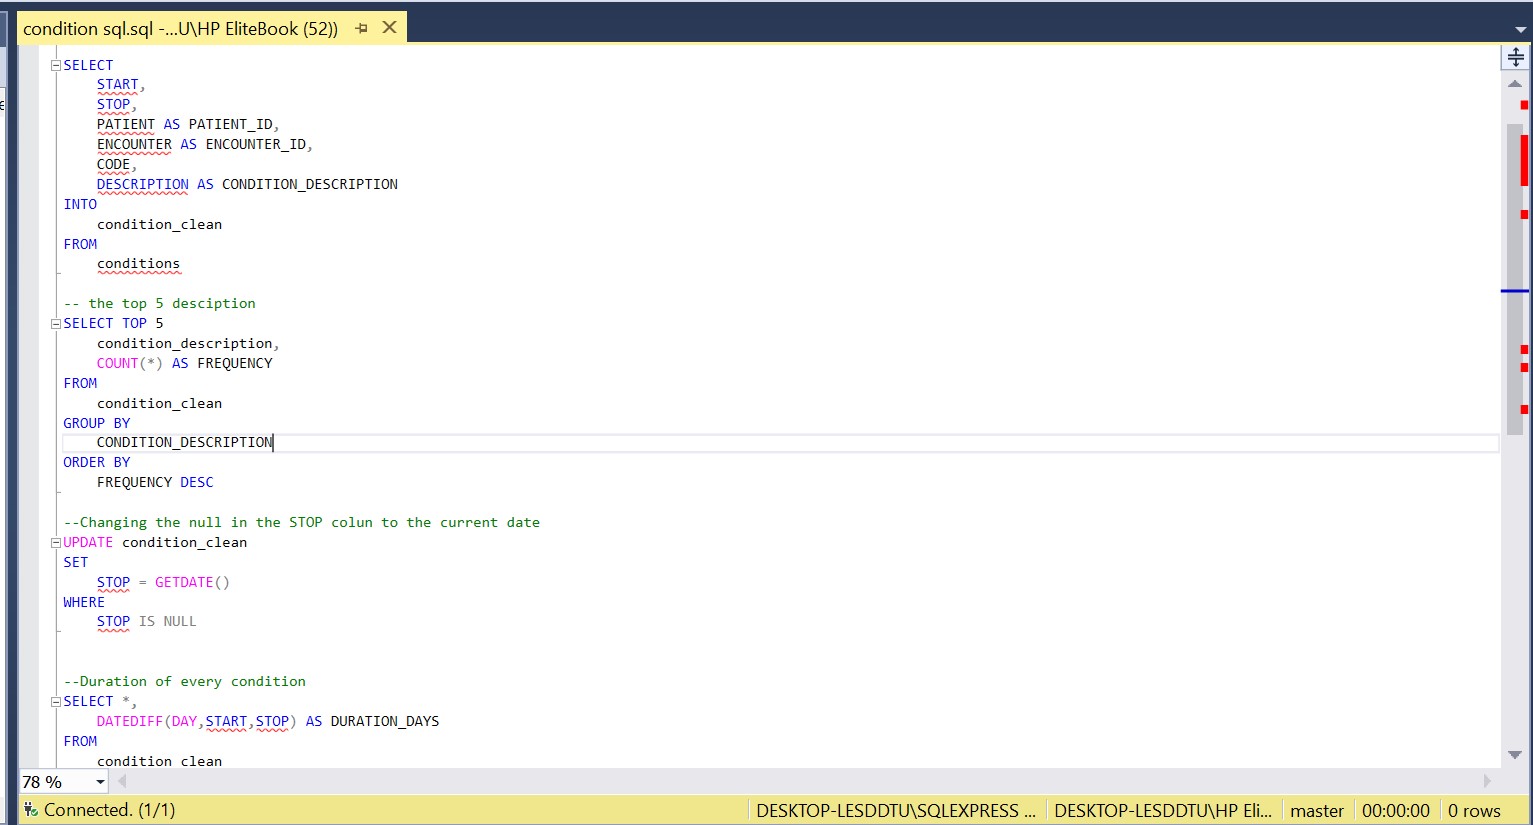 condition sql.sql -...U\HP EliteBook (52))
SELECT
START,
STOP,
PATIENT AS PATIENT_ID,
ENCOUNTER AS ENCOUNTER_ID,
CODE,
DESCRIPTION AS CONDITION_DESCRIPTION
INTO
condition_clean
FROM
conditions
-- the top 5 desciption
SELECT TOP 5
condition_description,
COUNT(*) AS FREQUENCY
FROM
condition_clean
GROUP BY
CONDITION_DESCRIPTION
ORDER BY
FREQUENCY DESC
--Changing the null in the STOP colun to the current date
UPDATE condition_clean
SET
STOP = GETDATE()
WHERE
STOP IS NULL
--Duration of every condition
SELECT *,
DATEDIFF(DAY,START,STOP) AS DURATION_DAYS
FROM
condition_clean
78 %
Connected. (1/1)
DESKTOP-LESDDTU\SQLEXPRESS ...
DESKTOP-LESDDTU\HP Eli...
master
00:00:00
0 rows